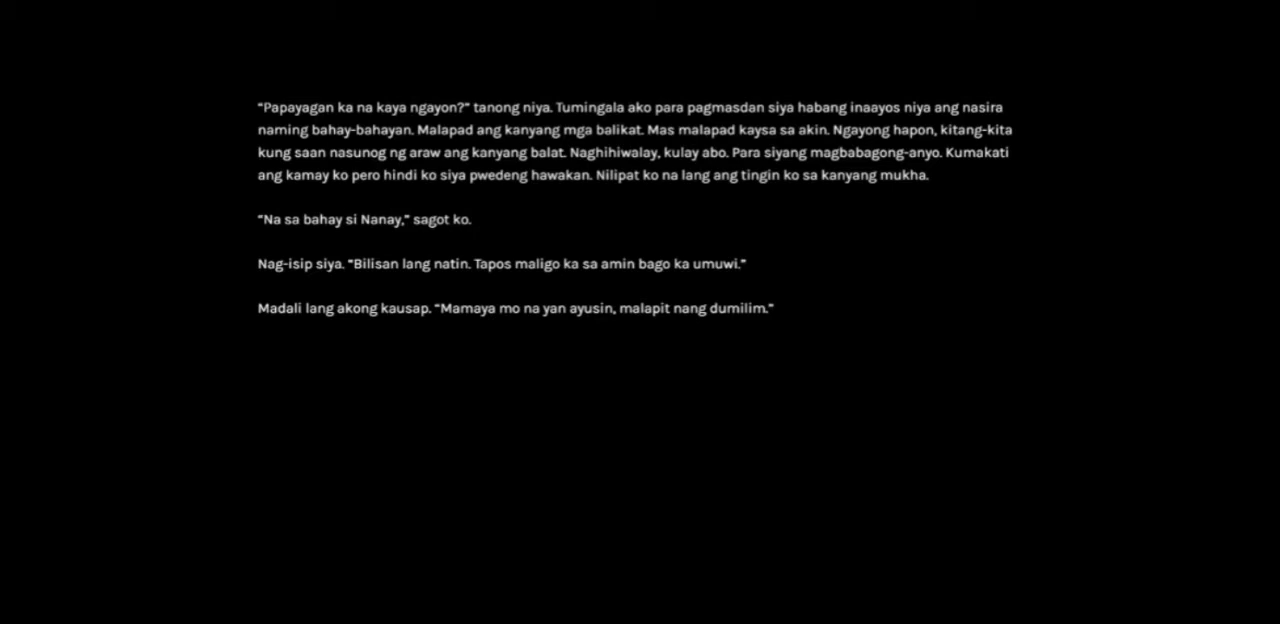 “Papayagan ka na kaya ngayon?” tanong niya. Tumingala ako para pagmasdan siya habang inaayos niya ang nasira
naming bahay-bahayan. Malapad ang kanyang mga balikat. Mas malapad kaysa sa akin. Ngayong hapon, kitang-kita
kung saan nasunog ng araw ang kanyang balat. Naghihiwalay, kulay abo. Para siyang magbabagong-anyo. Kumakati
ang kamay ko pero hindi ko siya pwedeng hawakan. Nilipat ko na lang ang tingin ko sa kanyang mukha.
“Na sa bahay si Nanay,” sagot ko.
Nag-isip siya. “Bilisan lang natin. Tapos maligo ka sa amin bago ka umuwi.”
Madali lang akong kausap. “Mamaya mo na yan ayusin, malapit nang dumilim.”